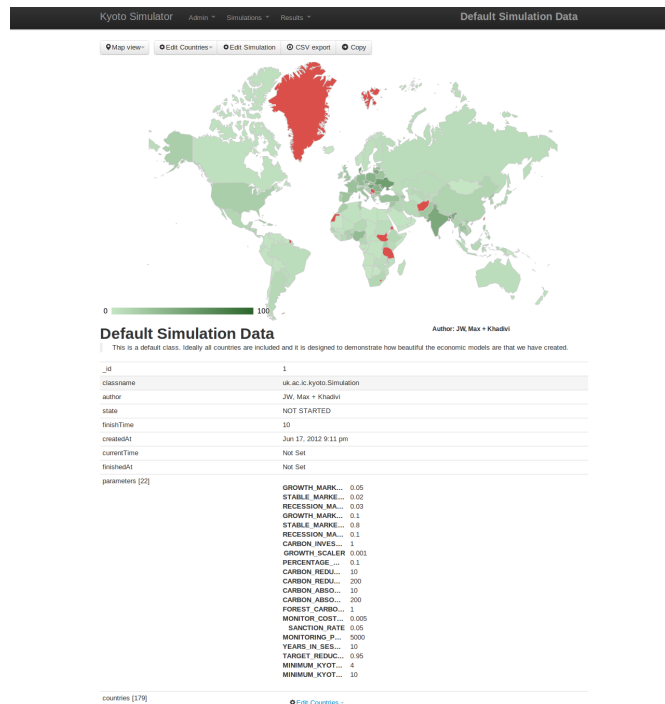 Kyoto Simulator Admin Simulations Results Default Simulation Data
Map view Edit Countries Edit Simulation CSV export Copy
0 100
Default Simulation Data
Author: JW, Max + Khadivi
This is a default class. Ideally all countries are included and it is designed to demonstrate how beautiful the economic models are that we have created.
_id 1
classname uk.ac.ic.kyoto.Simulation
author JW, Max + Khadivi
state NOT STARTED
finishTime 10
createdAt Jun 17, 2012 9:11 pm
currentTime Not Set
finishedAt Not Set
parameters [22]
GROWTH_MARK... 0.05
STABLE_MARKE... 0.02
RECESSION_MA... 0.03
GROWTH_MARK... 0.1
STABLE_MARKE... 0.8
RECESSION_MA... 0.1
CARBON_INVES... 1
GROWTH_SCALER 0.001
PERCENTAGE_... 0.1
CARBON_REDU... 10
CARBON_REDU... 200
CARBON_ABSO... 10
CARBON_ABSO... 200
FOREST_CARBO... 1
MONITOR_COST... 0.005
SANCTION_RATE 0.05
MONITORING_P... 5000
YEARS_IN_SES... 10
TARGET_REDUC... 0.95
MINIMUM_KYOT... 4
MINIMUM_KYOT... 10
countries [179]
Edit Countries